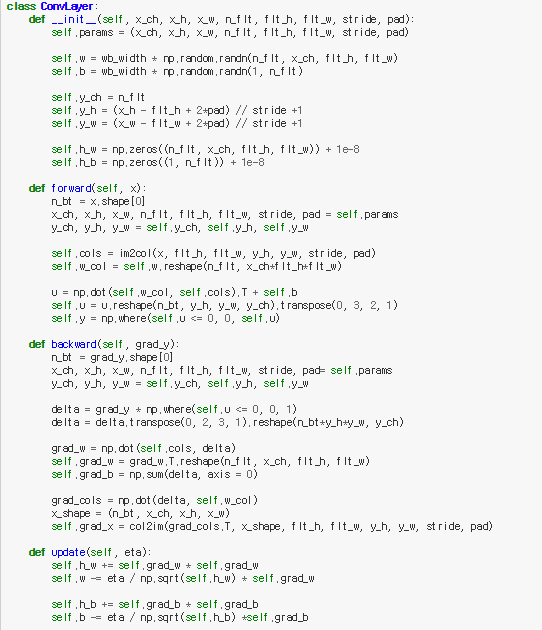 class ConvLayer:
    def __init__(self, x_ch, x_h, x_w, n_flt, flt_h, flt_w, stride, pad):
        self.params = (x_ch, x_h, x_w, n_flt, flt_h, flt_w, stride, pad)

        self.w = wb_width * np.random.randn(n_flt, x_ch, flt_h, flt_w)
        self.b = wb_width * np.random.randn(1, n_flt)

        self.y_ch = n_flt
        self.y_h = (x_h - flt_h + 2*pad) // stride +1
        self.y_w = (x_w - flt_w + 2*pad) // stride +1

        self.h_w = np.zeros((n_flt, x_ch, flt_h, flt_w)) + 1e-8
        self.h_b = np.zeros((1, n_flt)) + 1e-8

    def forward(self, x):
        n_bt = x.shape[0]
        x_ch, x_h, x_w, n_flt, flt_h, flt_w, stride, pad = self.params
        y_ch, y_h, y_w = self.y_ch, self.y_h, self.y_w

        self.cols = im2col(x, flt_h, flt_w, y_h, y_w, stride, pad)
        self.w_col = self.w.reshape(n_flt, x_ch*flt_h*flt_w)

        u = np.dot(self.w_col, self.cols).T + self.b
        self.u = u.reshape(n_bt, y_h, y_w, y_ch).transpose(0, 3, 2, 1)
        self.y = np.where(self.u <= 0, 0, self.u)

    def backward(self, grad_y):
        n_bt = grad_y.shape[0]
        x_ch, x_h, x_w, n_flt, flt_h, flt_w, stride, pad= self.params
        y_ch, y_h, y_w = self.y_ch, self.y_h, self.y_w

        delta = grad_y * np.where(self.u <= 0, 0, 1)
        delta = delta.transpose(0, 2, 3, 1).reshape(n_bt*y_h*y_w, y_ch)

        grad_w = np.dot(self.cols, delta)
        self.grad_w = grad_w.T.reshape(n_flt, x_ch, flt_h, flt_w)
        self.grad_b = np.sum(delta, axis = 0)

        grad_cols = np.dot(delta, self.w_col)
        x_shape = (n_bt, x_ch, x_h, x_w)
        self.grad_x = col2im(grad_cols.T, x_shape, flt_h, flt_w, y_h, y_w, stride, pad)

    def update(self, eta):
        self.h_w += self.grad_w * self.grad_w
        self.w -= eta / np.sqrt(self.h_w) * self.grad_w

        self.h_b += self.grad_b * self.grad_b
        self.b -= eta / np.sqrt(self.h_b) *self.grad_b